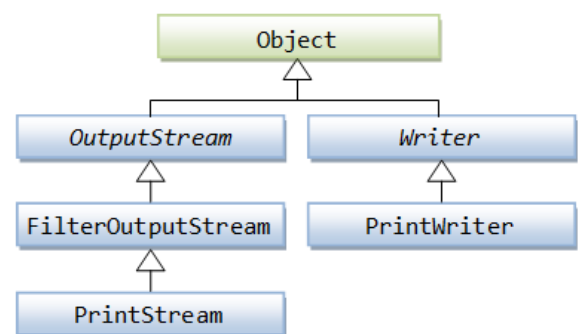 Object
OutputStream
Writer
FilterOutputStream
PrintWriter
PrintStream